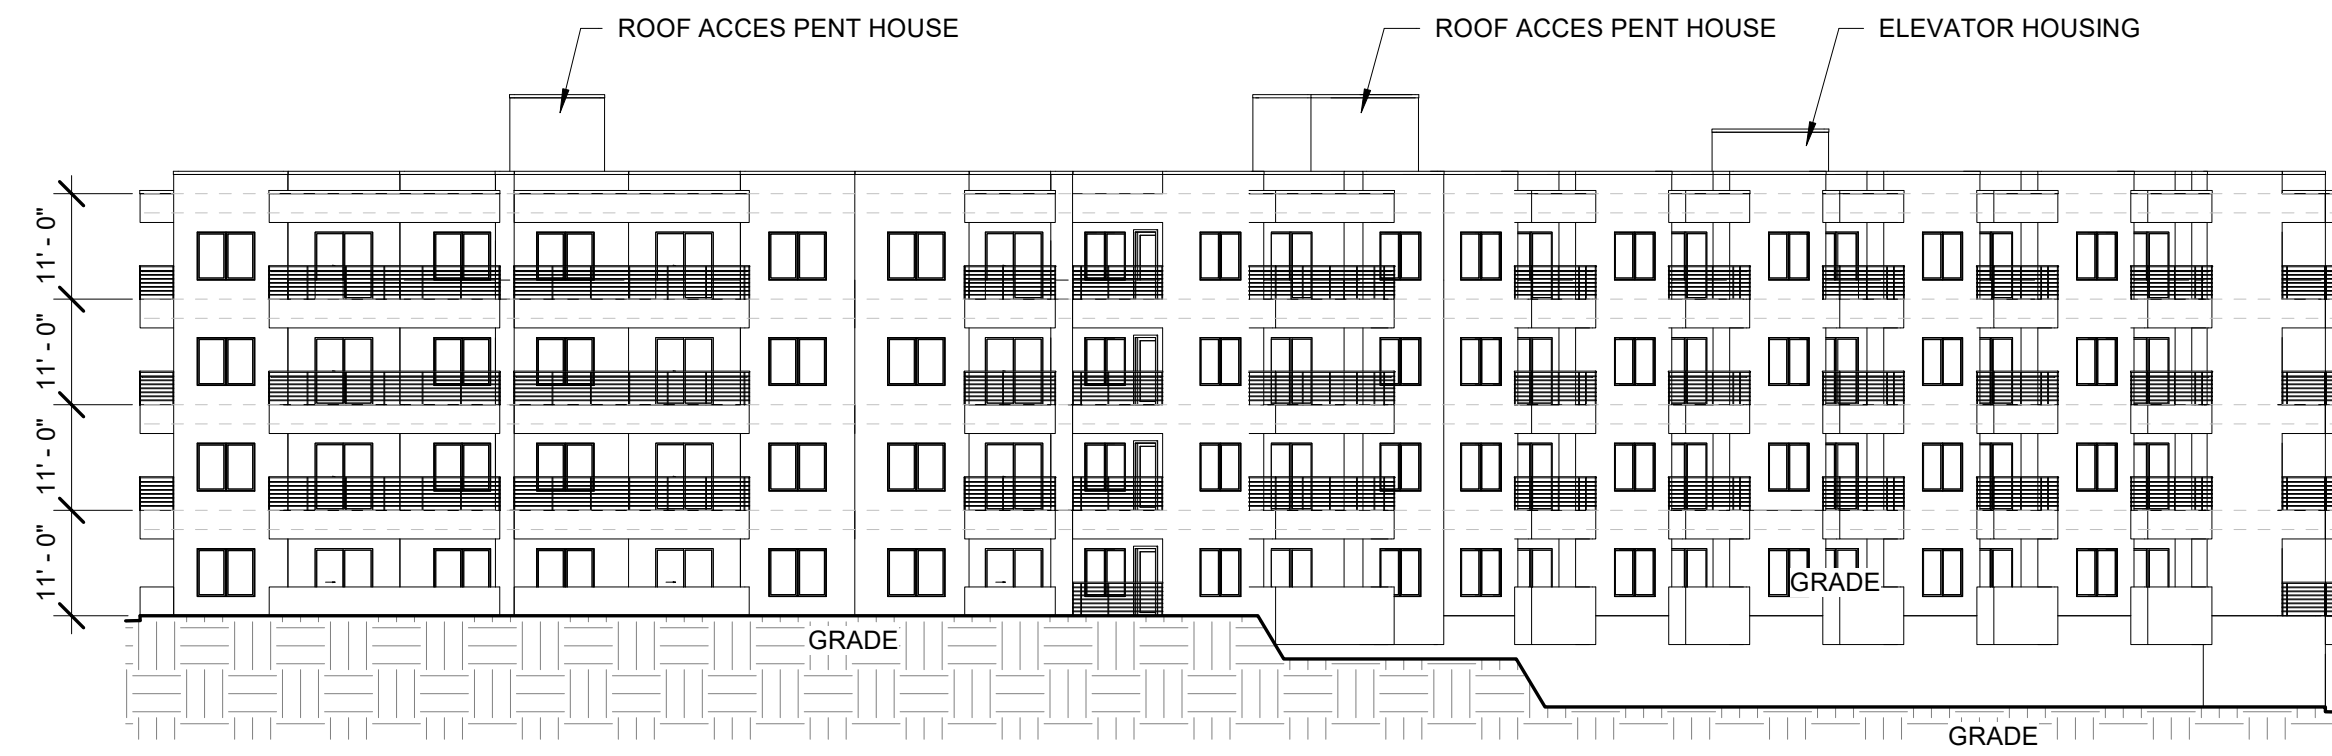 ROOF ACCES PENT HOUSE
ROOF ACCES PENT HOUSE
ELEVATOR HOUSING
11' - 0"
11' - 0"
11' - 0"
11' - 0"
GRADE
GRADE
GRADE